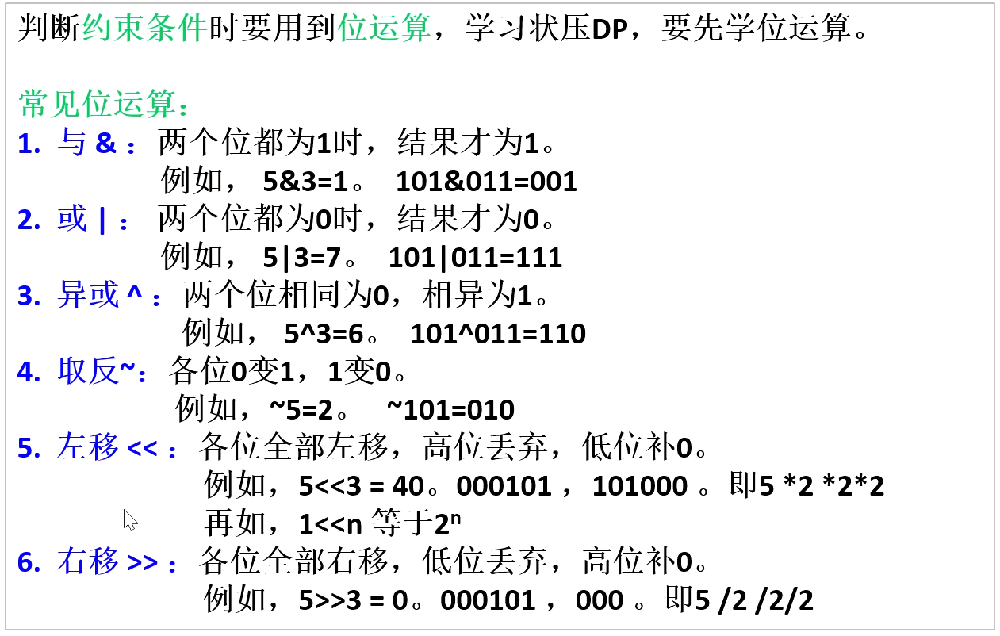 判断约束条件时要用到位运算，学习状压DP，要先学位运算。
常见位运算：
1. 与 & ：两个位都为1时，结果才为1。
例如， 5&3=1。 101&011=001
2. 或 | ： 两个位都为0时，结果才为0。
例如， 5|3=7。 101|011=111
3. 异或 ^ ：两个位相同为0，相异为1。
例如， 5^3=6。 101^011=110
4. 取反~：各位0变1，1变0。
例如，~5=2。 ~101=010
5. 左移 << ：各位全部左移，高位丢弃，低位补0。
例如，5<<3 = 40。000101 ，101000 。即5 *2 *2*2
再如，1<<n 等于2ⁿ
6. 右移 >> ：各位全部右移，低位丢弃，高位补0。
例如，5>>3 = 0。000101 ，000 。即5 /2 /2/2